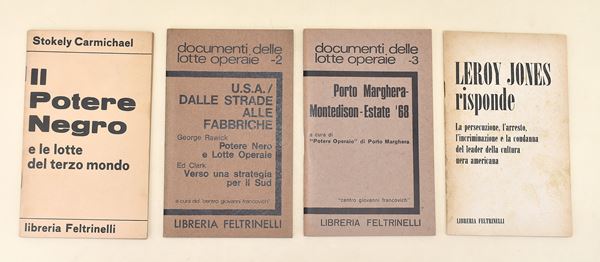 Stokely Carmichael
Il
Potere
Negro
e le lotte
del terzo mondo
libreria Feltrinelli
documenti delle
lotte operaie -2
U.S.A./
DALLE STRADE
ALLE
FABBRICHE
George Rawick
Potere Nero
e Lotte Operaie
Ed Clark
Verso una strategia
per il Sud
a cura del "centro giovanni francovich"
LIBRERIA FELTRINELLI
documenti delle
lotte operaie -3
Porto Marghera-
Montedison-Estate '68
a cura di
"Potere Operaio" di Porto Marghera
"centro giovanni francovich"
LIBRERIA FELTRINELLI
LEROY JONES
risponde
La persecuzione, l'arresto,
l'incriminazione e la condanna
del leader della cultura
nera americana
LIBRERIA FELTRINELLI